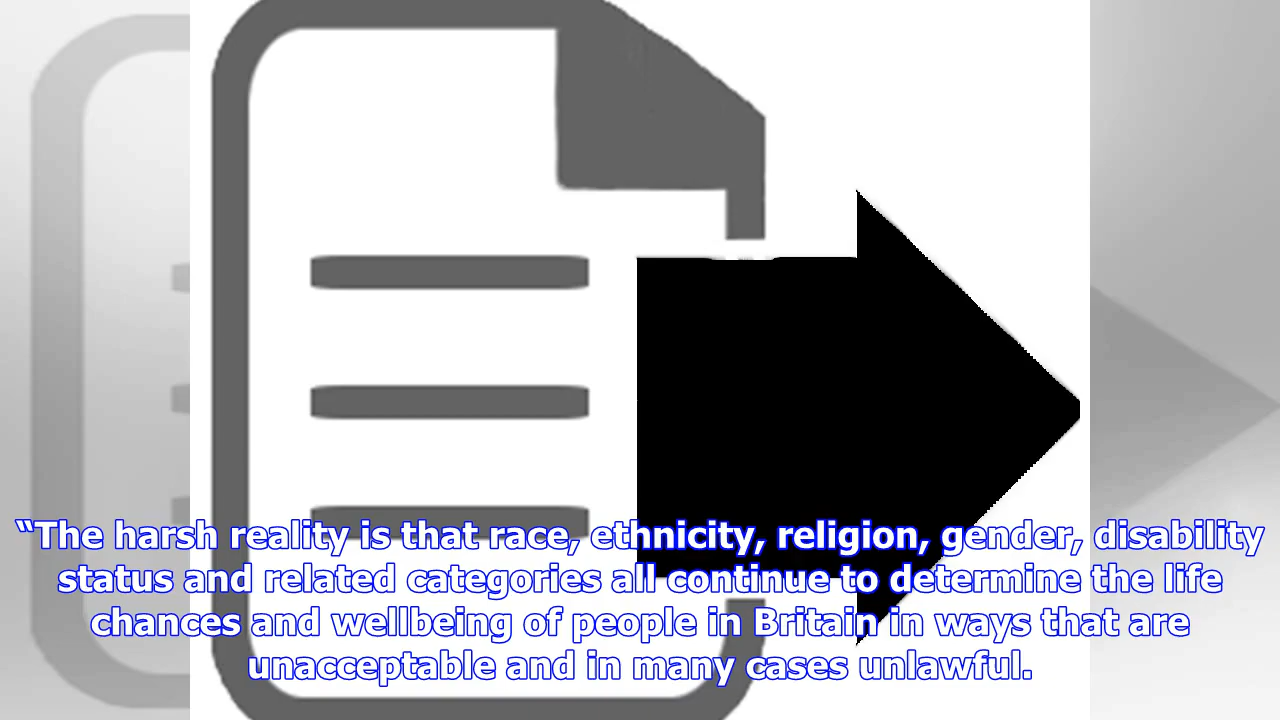 “The harsh reality is that race, ethnicity, religion, gender, disability
status and related categories all continue to determine the life
chances and wellbeing of people in Britain in ways that are
unacceptable and in many cases unlawful.